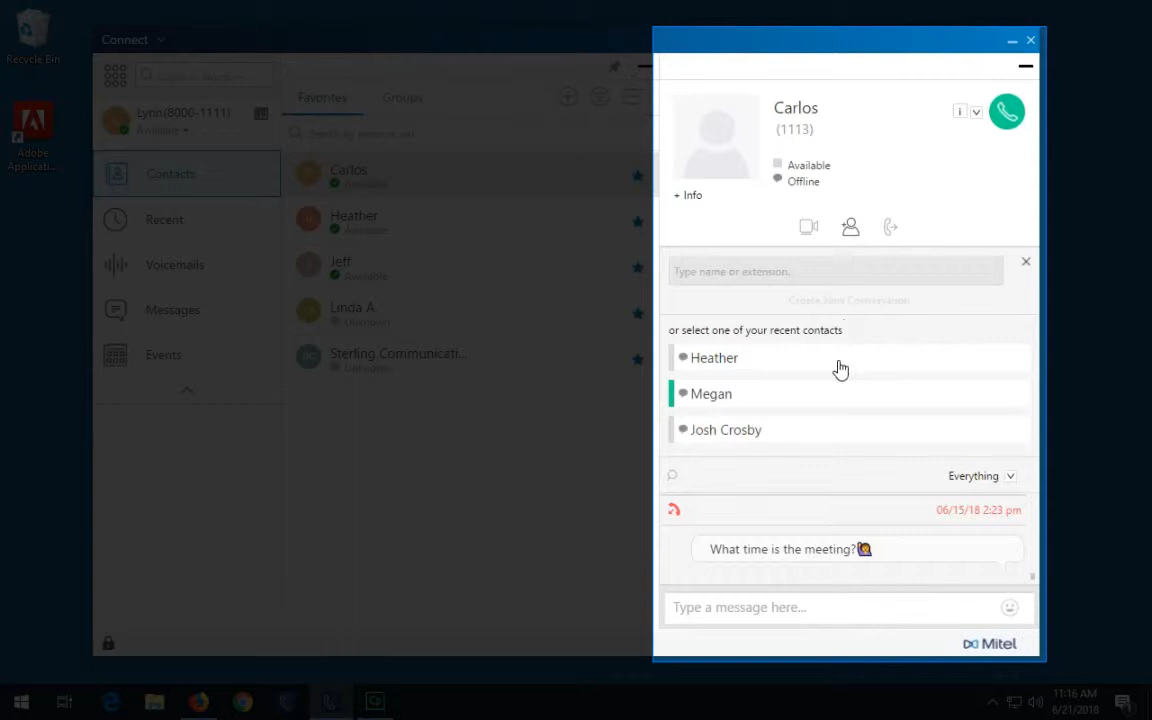 Recycle Bin
Adobe
Applicati...
Connect
Lynn(8000-1111)
Available
Contacts
Recent
Voicemails
Messages
Events
Favorites
Groups
Carlos
Available
Heather
Available
Jeff
Available
Linda A.
Unknown
Sterling Communicati...
Unknown
Carlos
(1113)
i
Available
Offline
+ Info
Type name or extension.
Create New Conversation
or select one of your recent contacts
Heather
Megan
Josh Crosby
Everything
06/15/18 2:23 pm
What time is the meeting?🙋
Type a message here...
Mitel
11:16 AM
6/21/2018